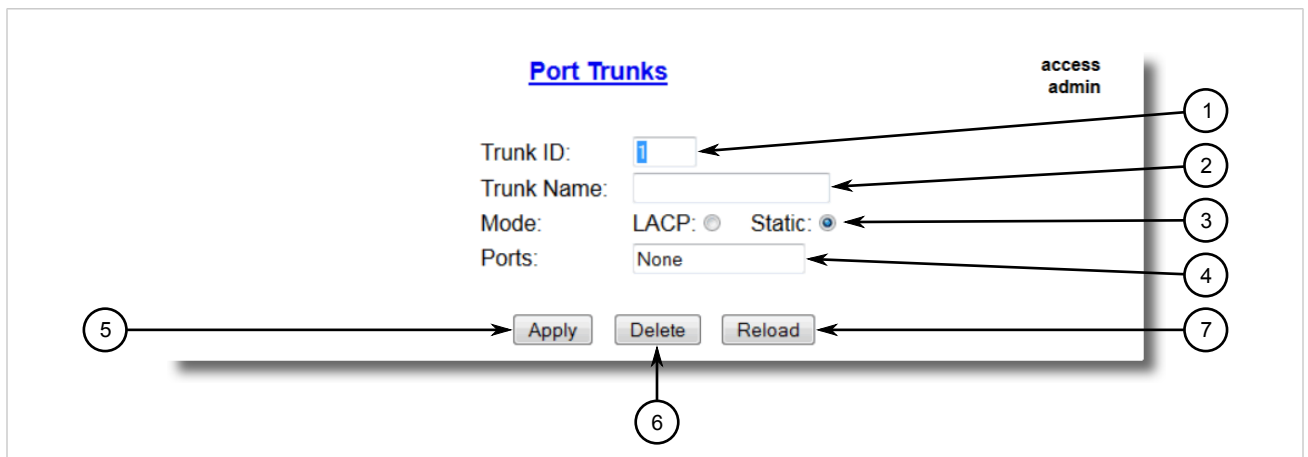 Port Trunks
access
admin
1
Trunk ID: 1
2
Trunk Name:
Mode: LACP: Static:
3
Ports: None
4
5
Apply Delete Reload
7
6